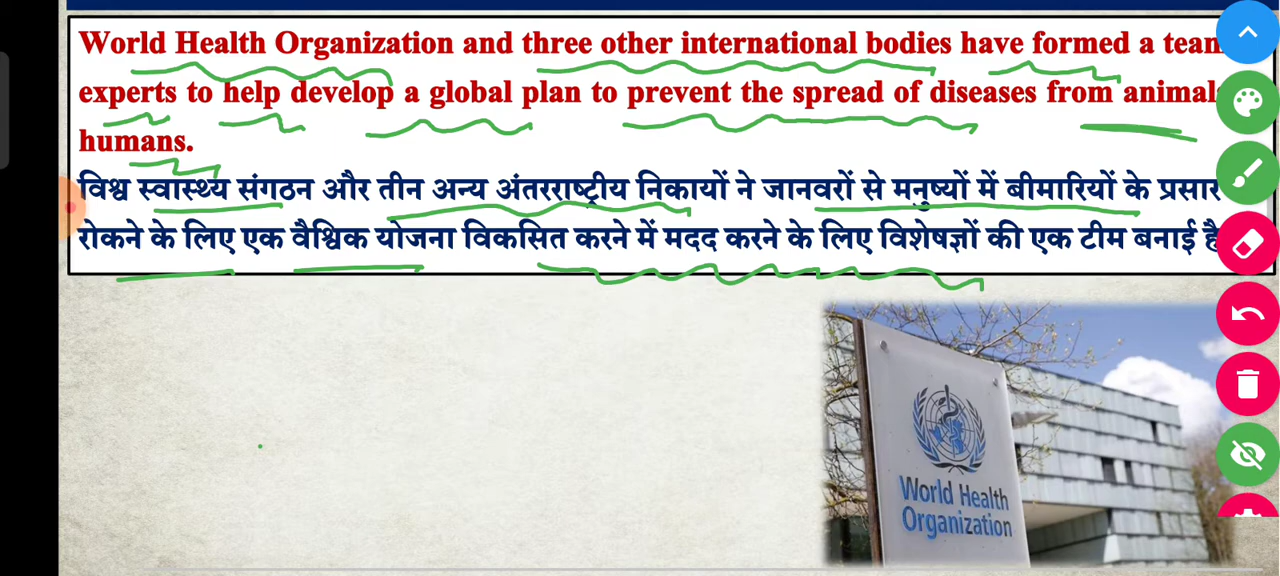 World Health Organization and three other international bodies have formed a team
experts to help develop a global plan to prevent the spread of diseases from animals
humans.
विश्व स्वास्थ्य संगठन और तीन अन्य अंतरराष्ट्रीय निकायों ने जानवरों से मनुष्यों में बीमारियों के प्रसार
रोकने के लिए एक वैश्विक योजना विकसित करने में मदद करने के लिए विशेषज्ञों की एक टीम बनाई है
World Health
Organization